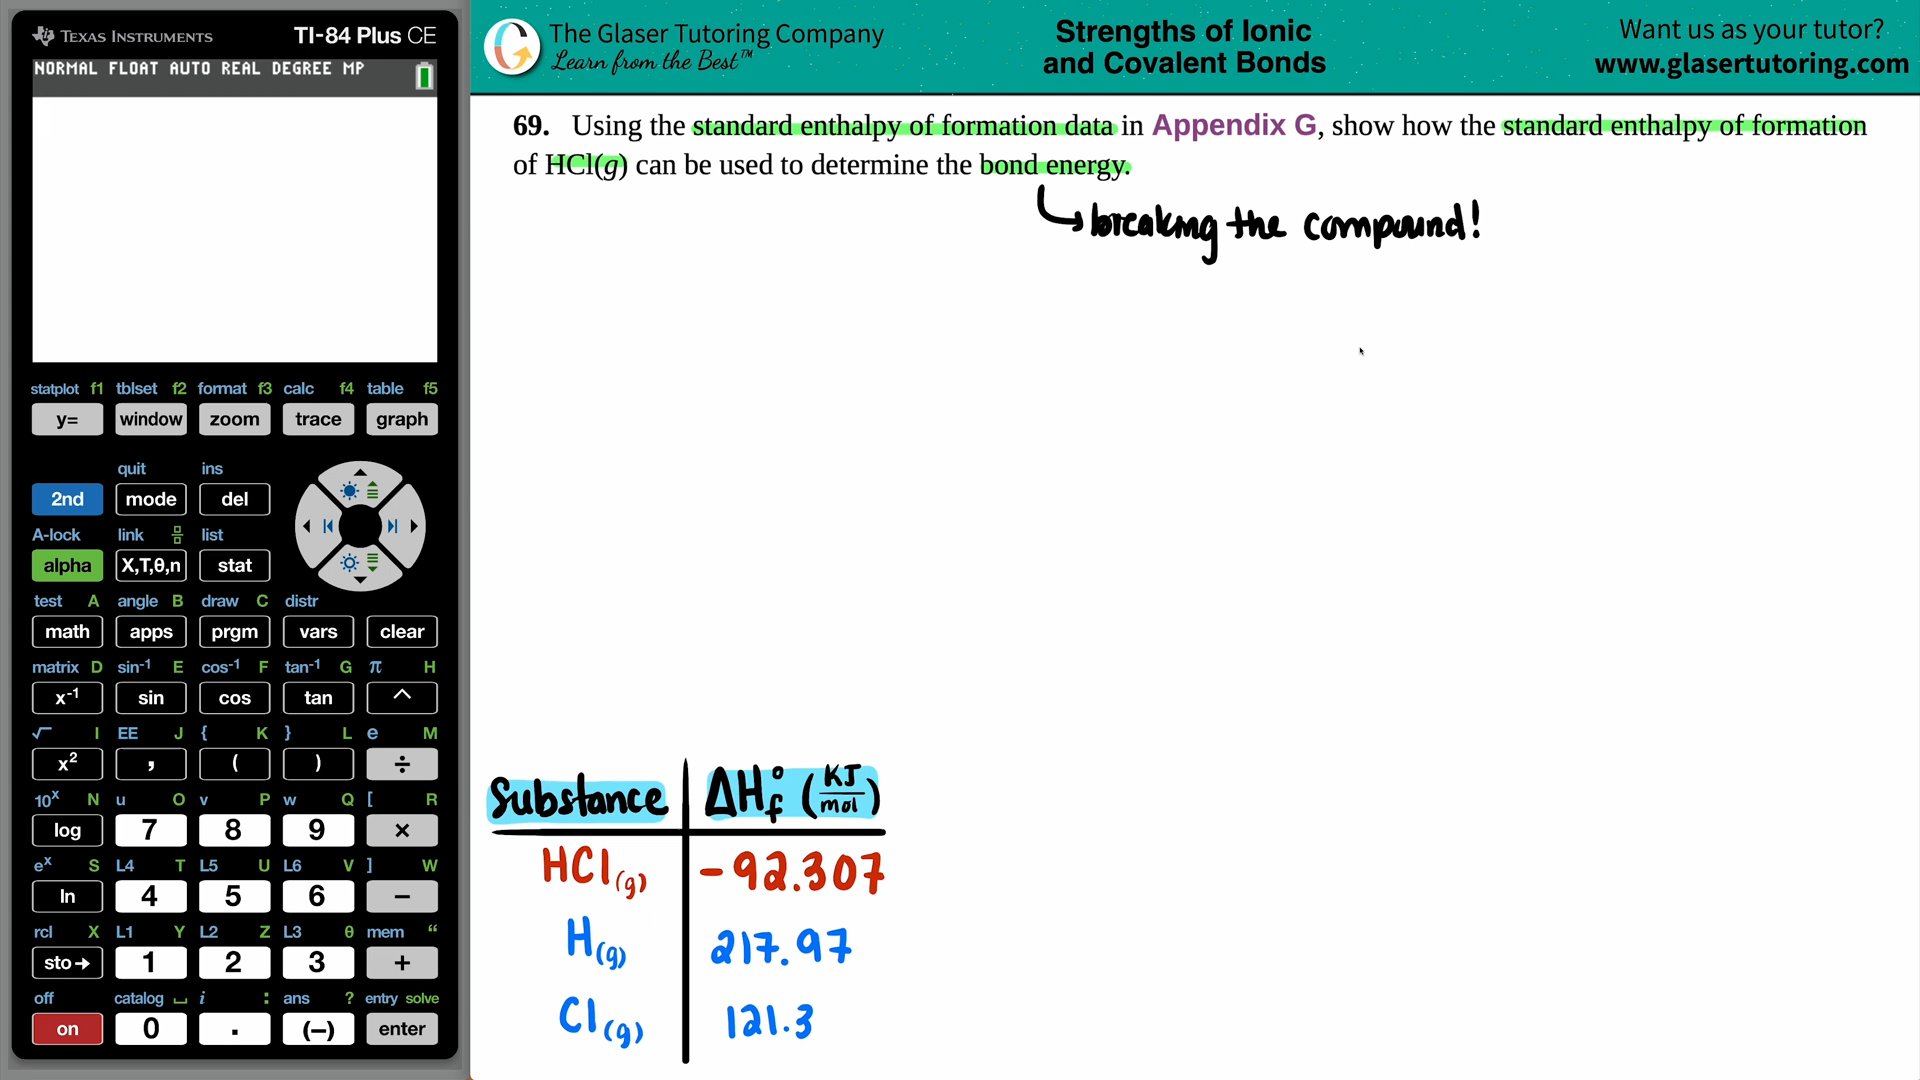 TEXAS INSTRUMENTS TI-84 Plus CE
NORMAL FLOAT AUTO REAL DEGREE MP
statplot f1 tblset f2 format f3 calc f4 table f5
y= window zoom trace graph
quit ins
2nd mode del
A-lock link list
alpha X,T,θ,n stat
test A angle B draw C distr
math apps prgm vars clear
matrix D sin-1 E cos-1 F tan-1 G π H
x-1 sin cos tan ^
√ I EE J { K } L e M
x² , ( ) ÷
10x N u O v P w Q [ R
log 7 8 9 ×
ex S L4 T L5 U L6 V ] W
ln 4 5 6 −
rcl X L1 Y L2 Z L3 θ mem “
sto→ 1 2 3 +
off catalog ⎵ i : ans ? entry solve
on 0 . (−) enter
The Glaser Tutoring Company
Learn from the Best™
Strengths of Ionic
and Covalent Bonds
Want us as your tutor?
www.glasertutoring.com
69. Using the standard enthalpy of formation data in Appendix G, show how the standard enthalpy of formation
of HCl(g) can be used to determine the bond energy.
breaking the compound!
Substance ΔH°f (KJ/mol)
HCl(g) -92.307
H(g) 217.97
Cl(g) 121.3